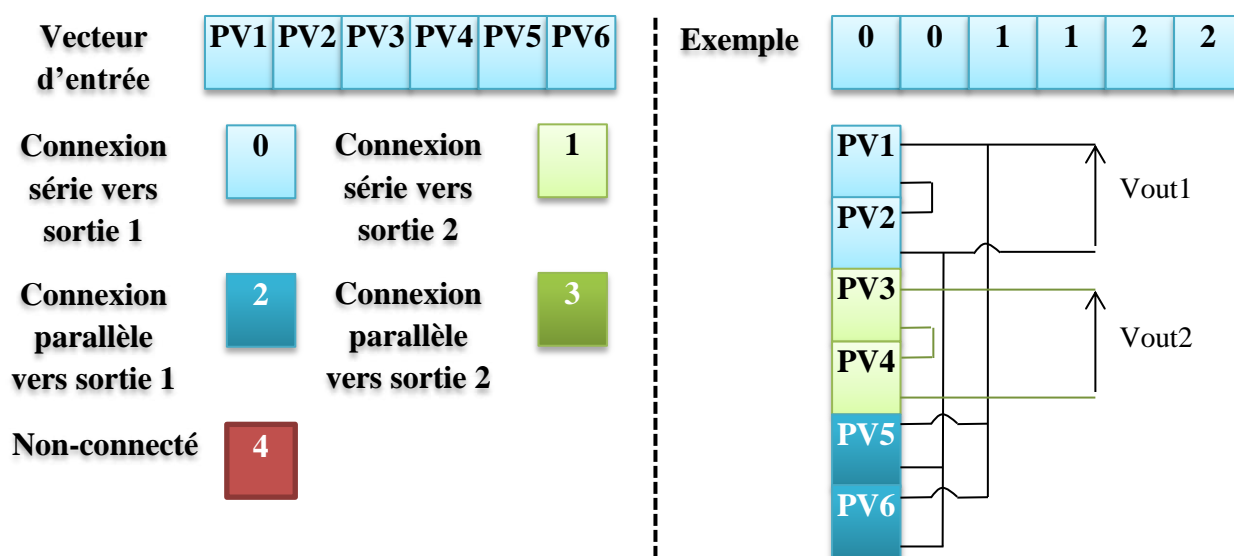 Vecteur
d’entrée
PV1 PV2 PV3 PV4 PV5 PV6
Connexion
série vers
sortie 1
0
Connexion
série vers
sortie 2
1
Connexion
parallèle
vers sortie 1
2
Connexion
parallèle
vers sortie 2
3
Non-connecté
4
Exemple
0 0 1 1 2 2
PV1
PV2
PV3
PV4
PV5
PV6
Vout1
Vout2